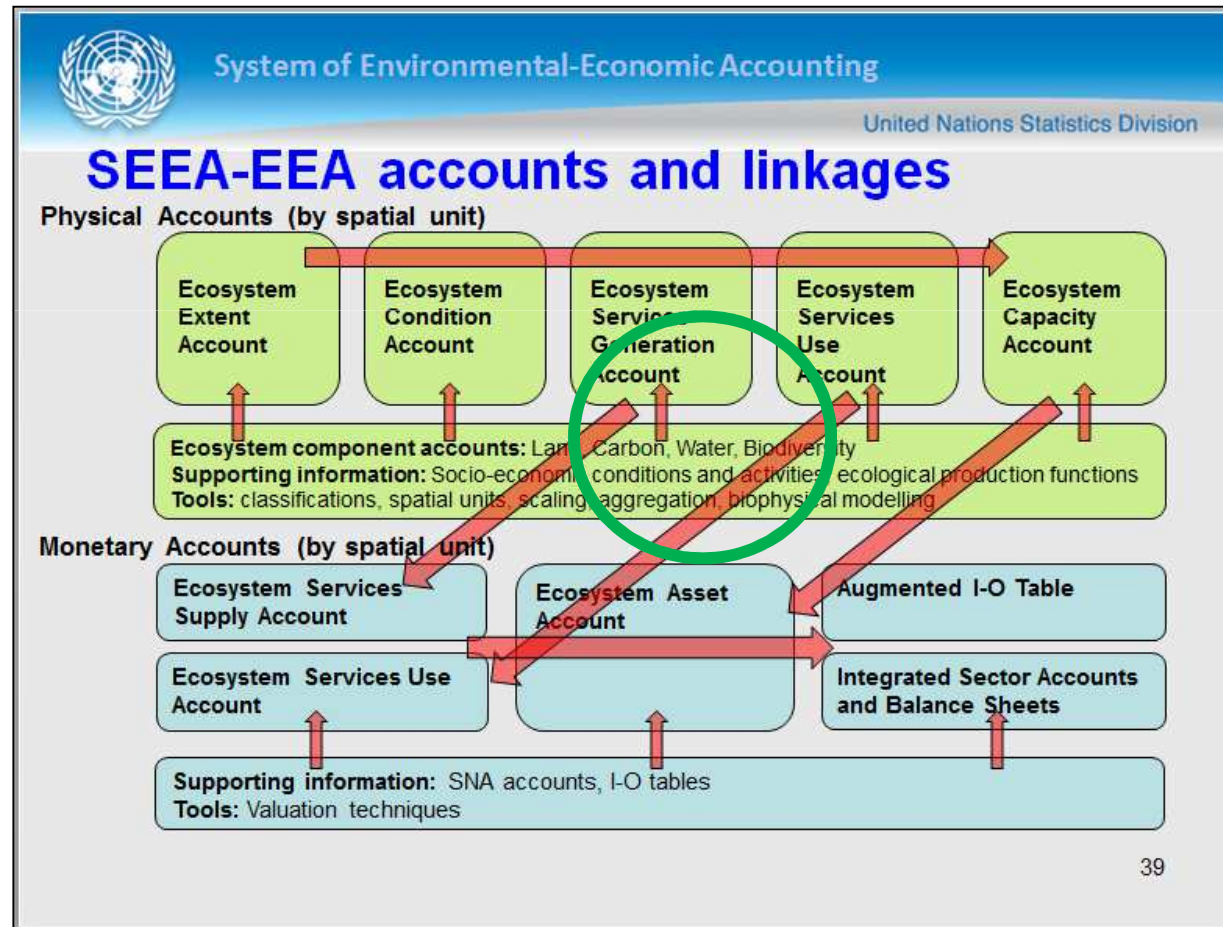 System of Environmental-Economic Accounting
United Nations Statistics Division
SEEA-EEA accounts and linkages
Physical Accounts (by spatial unit)
Ecosystem
Extent
Account
Ecosystem
Condition
Account
Ecosystem
Services
Generation
Account
Ecosystem
Services
Use
Account
Ecosystem
Capacity
Account
Ecosystem component accounts: Land, Carbon, Water, Biodiversity
Supporting information: Socio-economic conditions and activities, ecological production functions
Tools: classifications, spatial units, scaling, aggregation, biophysical modelling
Monetary Accounts (by spatial unit)
Ecosystem Services
Supply Account
Ecosystem Services Use
Account
Ecosystem Asset
Account
Augmented I-O Table
Integrated Sector Accounts
and Balance Sheets
Supporting information: SNA accounts, I-O tables
Tools: Valuation techniques
39